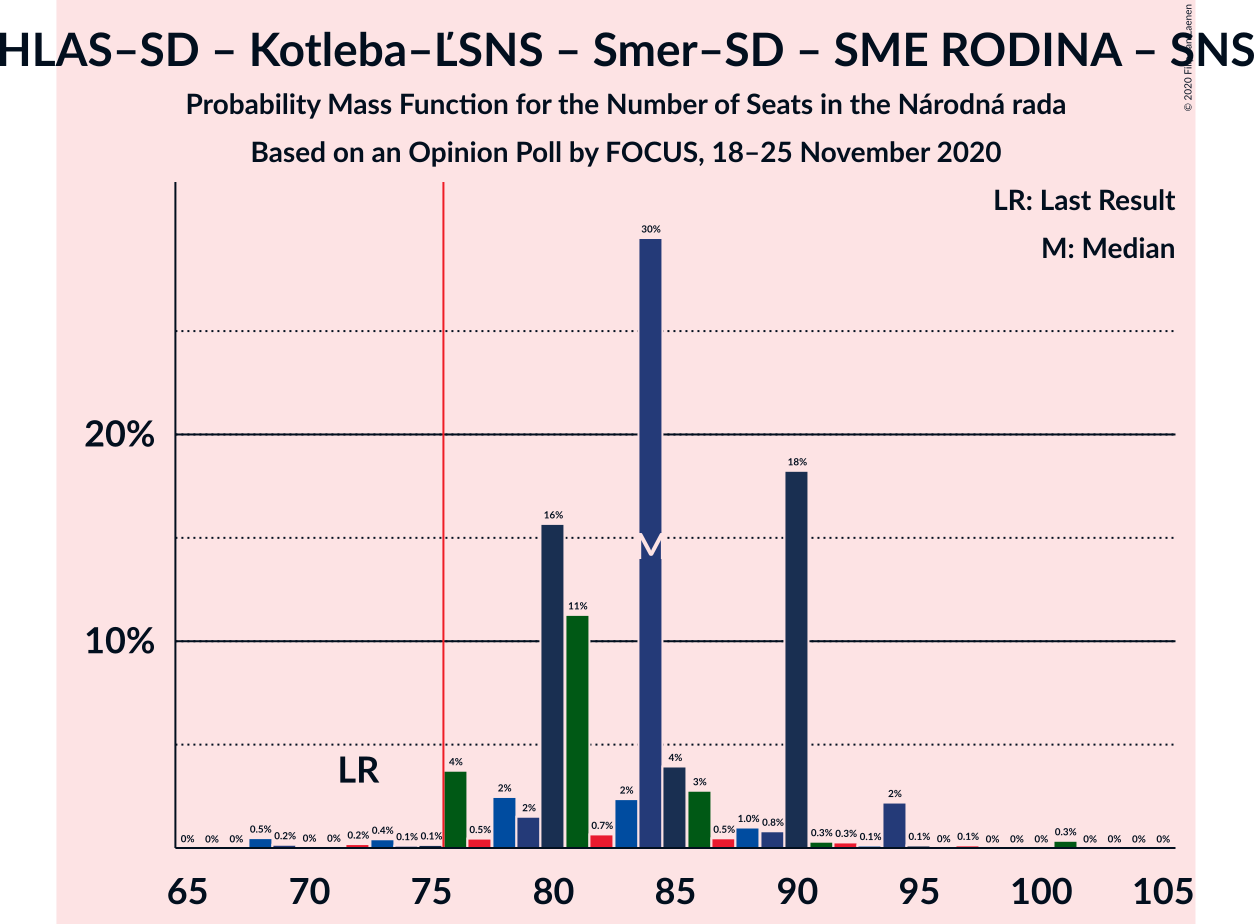 HLAS–SD – Kotleba–ĽSNS – Smer–SD – SME RODINA – SNS
Probability Mass Function for the Number of Seats in the Národná rada
Based on an Opinion Poll by FOCUS, 18–25 November 2020
© 2020
LR: Last Result
M: Median
30%
20%
18%
16%
M
11%
10%
LR
4%
2%
2%
2%
4%
3%
2%
0% 0% 0% 0.5% 0.2% 0% 0% 0.2% 0.4% 0.1% 0.1% 0.5% 0.7% 0.5% 1.0% 0.8% 0.3% 0.3% 0.1% 0.1% 0% 0.1% 0% 0% 0% 0.3% 0% 0% 0% 0%
65 70 75 80 85 90 95 100 105